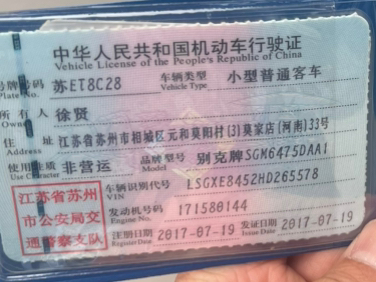 中华人民共和国机动车行驶证
Vehicle License of the People's Republic of China
号牌号码 苏ET8C28 车辆类型 小型普通客车
Plate No. Vehicle Type
所有人 徐贤
Owner
住址 江苏省苏州市相城区元和莫阳村(3)莫家店(河南)33号
Address
使用性质 非营运 品牌型号 别克牌SGM6475DAA1
Use Character Model
江苏省苏州 车辆识别代号 LSGXE8452HD265578
VIN
市公安局交 发动机号码 171580144
Engine No.
通警察支队 注册日期 2017-07-19 发证日期 2017-07-19
Register Date Issue Date